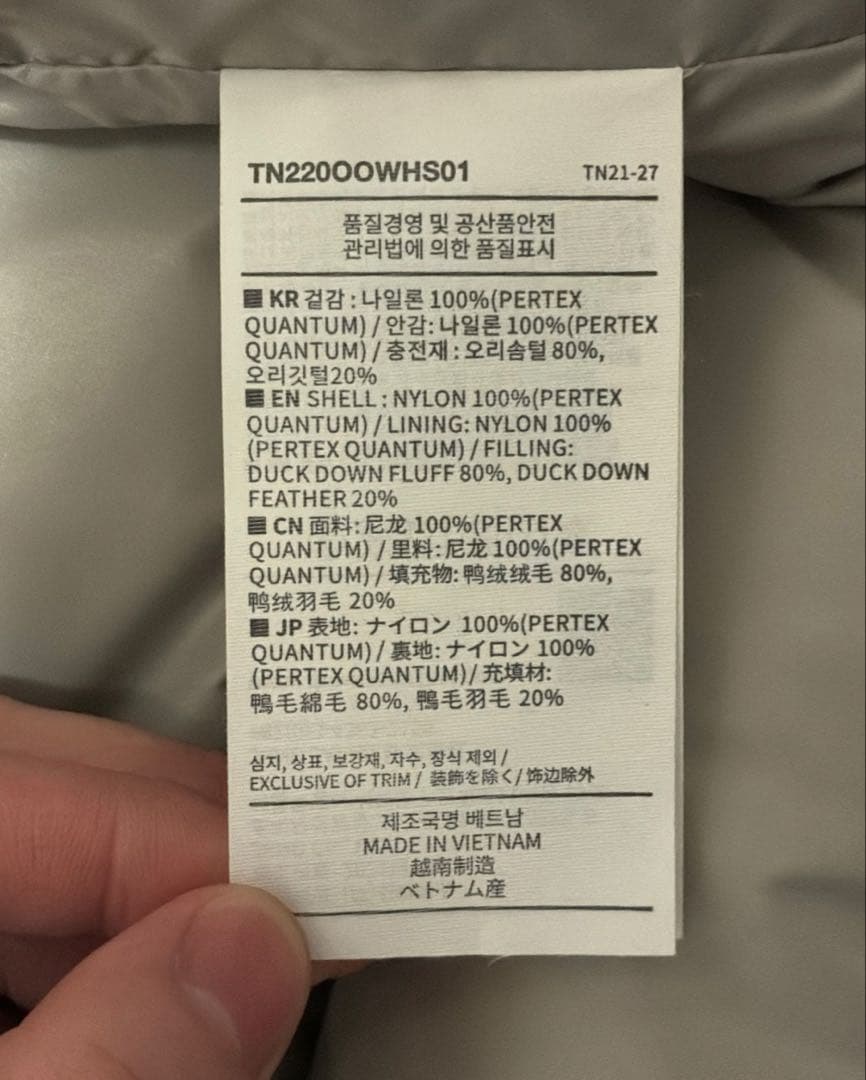 TN220OOWHS01
TN21-27
품질경영 및 공산품안전
관리법에 의한 품질표시
KR 겉감 : 나일론 100%(PERTEX
QUANTUM) / 안감: 나일론 100%(PERTEX
QUANTUM) / 충전재 : 오리솜털 80%,
오리깃털20%
EN SHELL : NYLON 100%(PERTEX
QUANTUM) / LINING: NYLON 100%
(PERTEX QUANTUM) / FILLING:
DUCK DOWN FLUFF 80%, DUCK DOWN
FEATHER 20%
CN 面料: 尼龙 100%(PERTEX
QUANTUM) / 里料: 尼龙 100%(PERTEX
QUANTUM) / 填充物: 鸭绒绒毛 80%,
鸭绒羽毛 20%
JP 表地: ナイロン 100%(PERTEX
QUANTUM) / 裏地: ナイロン 100%
(PERTEX QUANTUM) / 充填材:
鴨毛綿毛 80%, 鴨毛羽毛 20%
심지, 상표, 보강재, 자수, 장식 제외 /
EXCLUSIVE OF TRIM / 装飾を除く / 饰边除外
제조국명 베트남
MADE IN VIETNAM
越南制造
ベトナム産